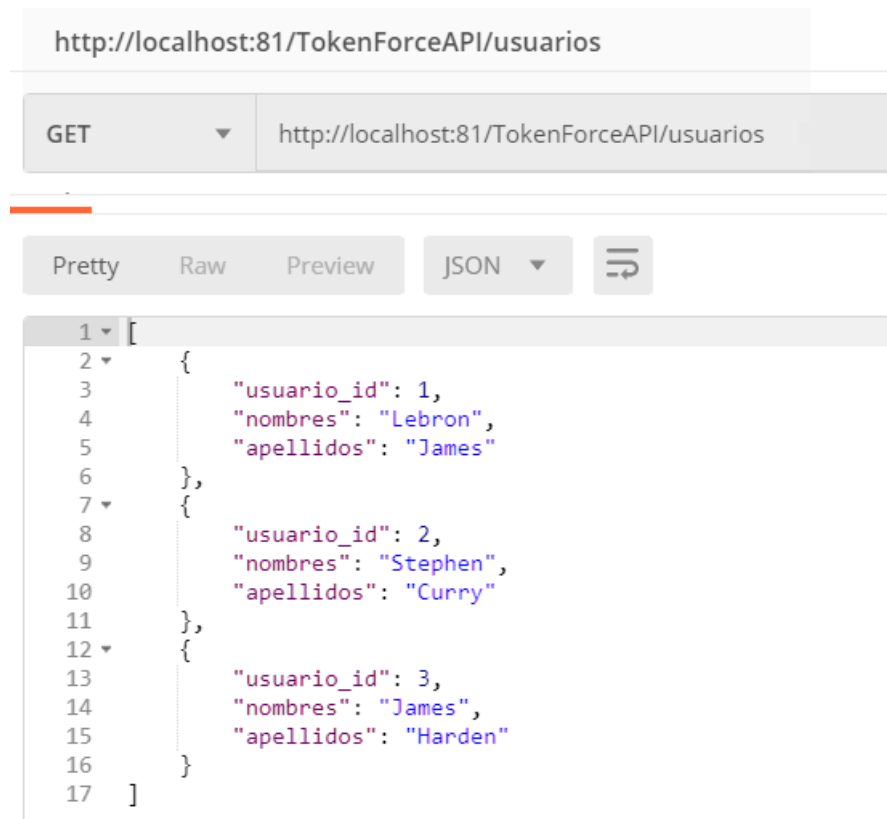 http://localhost:81/TokenForceAPI/usuarios
GET http://localhost:81/TokenForceAPI/usuarios
Pretty Raw Preview JSON
1 [
2 {
3 "usuario_id": 1,
4 "nombres": "Lebron",
5 "apellidos": "James"
6 },
7 {
8 "usuario_id": 2,
9 "nombres": "Stephen",
10 "apellidos": "Curry"
11 },
12 {
13 "usuario_id": 3,
14 "nombres": "James",
15 "apellidos": "Harden"
16 }
17 ]